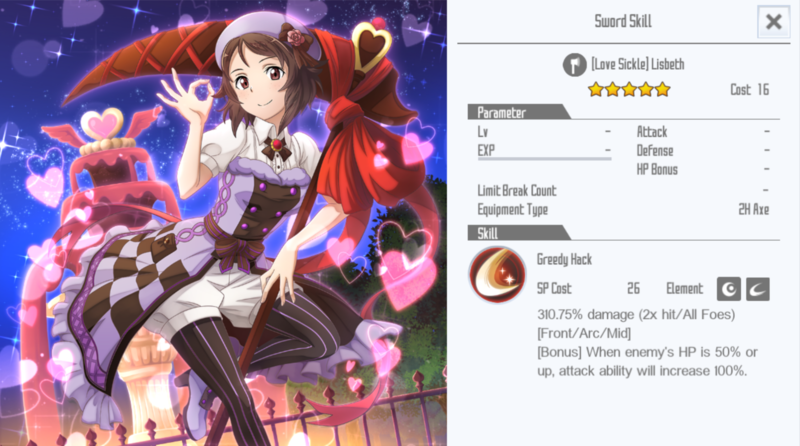 Sword Skill
[Love Sickle] Lisbeth
Cost 16
Parameter
Lv - Attack -
EXP - Defense -
HP Bonus -
Limit Break Count -
Equipment Type 2H Axe
Skill
Greedy Hack
SP Cost 26 Element
310.75% damage (2x hit/All Foes)
[Front/Arc/Mid]
[Bonus] When enemy's HP is 50% or
up, attack ability will increase 100%.